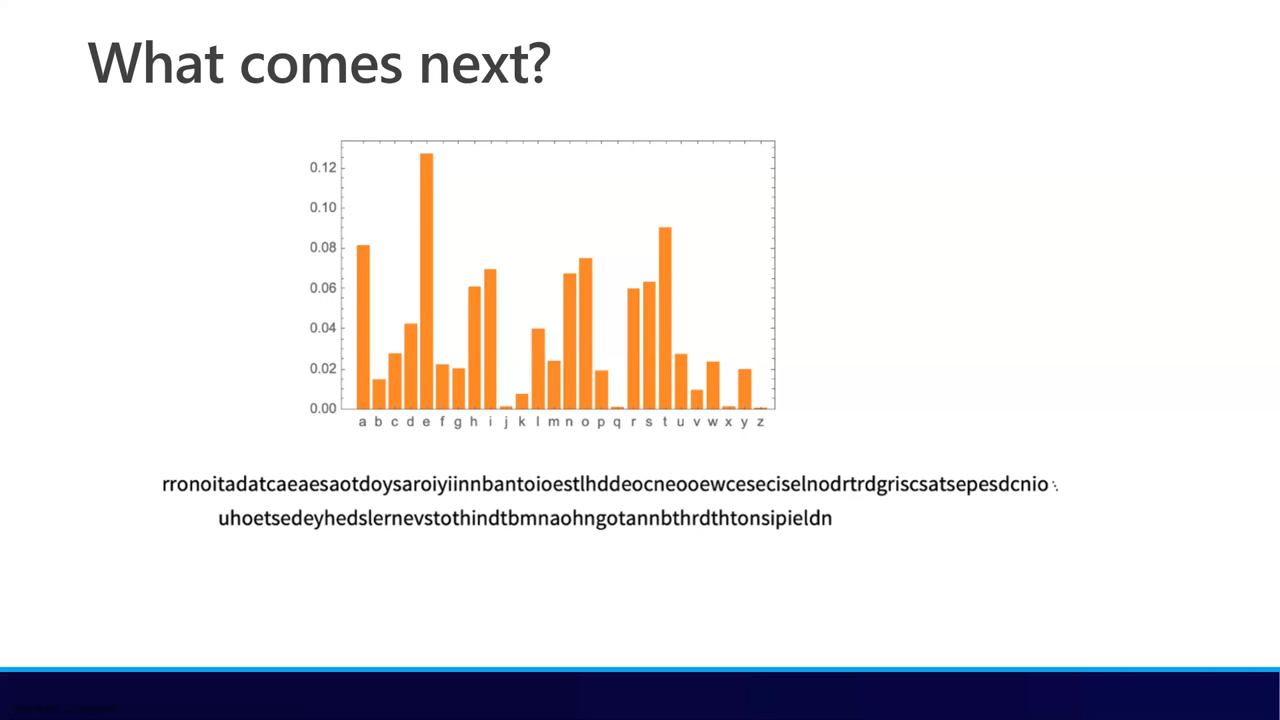 What comes next?
0.12
0.10
0.08
0.06
0.04
0.02
0.00
a b c d e f g h i j k l m n o p q r s t u v w x y z
rronoitadatcaeaesaotdoysaroiyiinnbantoioestlhddeocneooewceseciselnodrtrdgriscsatsepesdcnio⋱
uhoetsedeyhedslernevstothindtbmnaohngotannbthrdthtonsipieldn